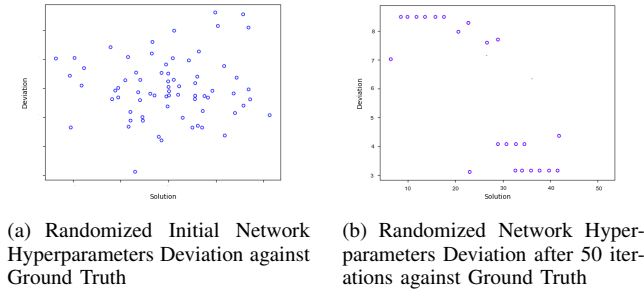 Deviation
Solution
8
7
6
5
4
3
Deviation
10
20
30
40
50
Solution
(a) Randomized Initial Network
Hyperparameters Deviation against
Ground Truth
(b) Randomized Network Hyper-
parameters Deviation after 50 iter-
ations against Ground Truth